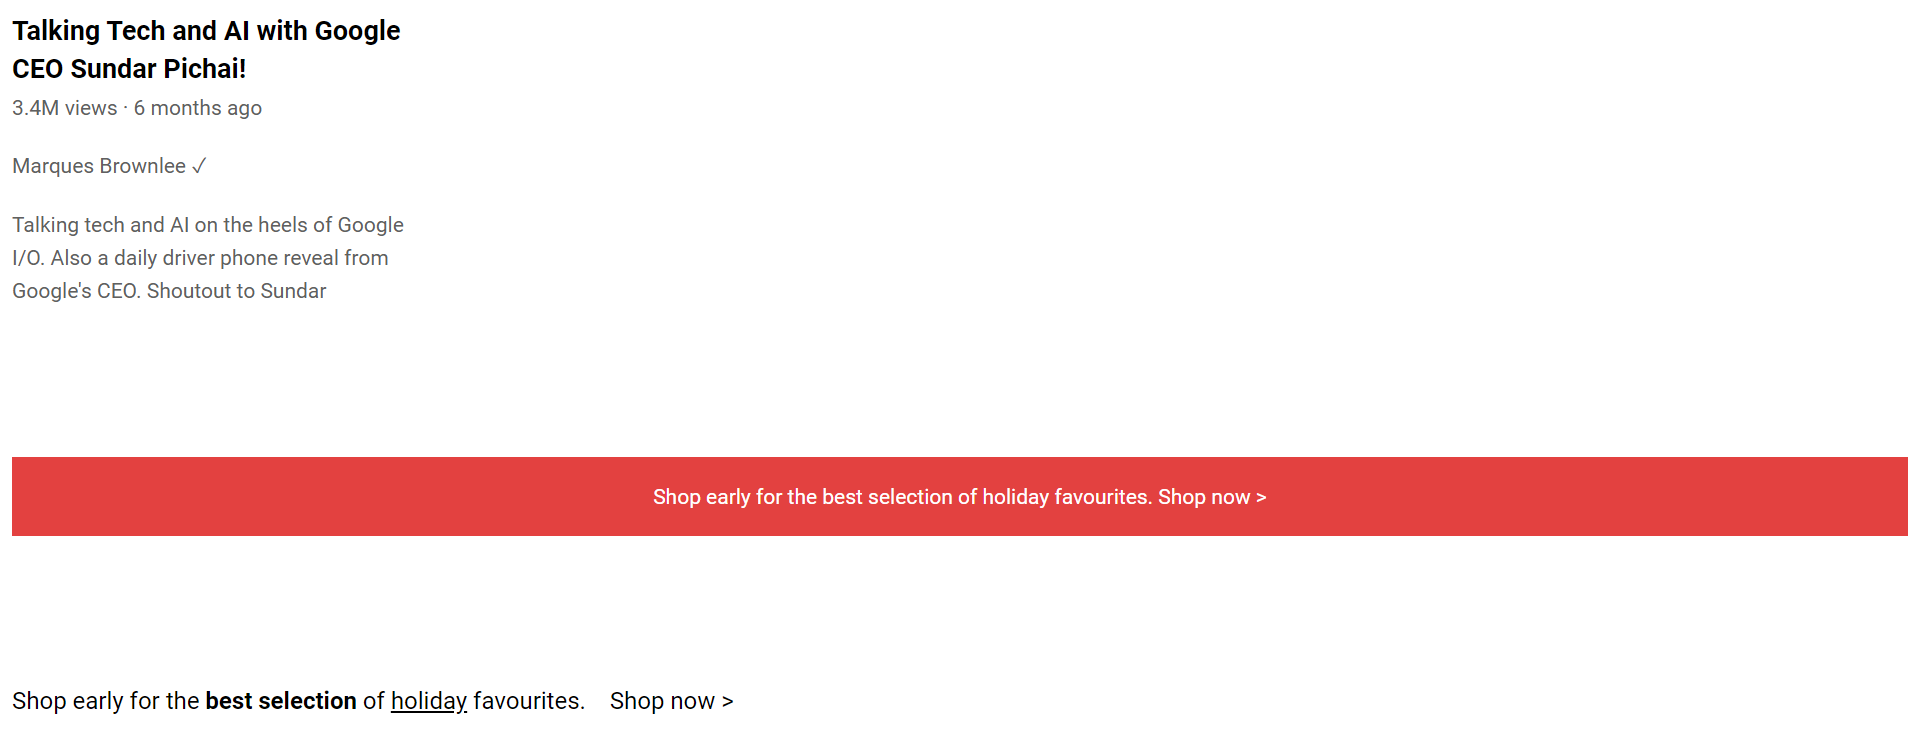 Talking Tech and AI with Google
CEO Sundar Pichai!
3.4M views · 6 months ago
Marques Brownlee ✓
Talking tech and AI on the heels of Google
I/O. Also a daily driver phone reveal from
Google's CEO. Shoutout to Sundar
Shop early for the best selection of holiday favourites. Shop now >
Shop early for the best selection of holiday favourites. Shop now >